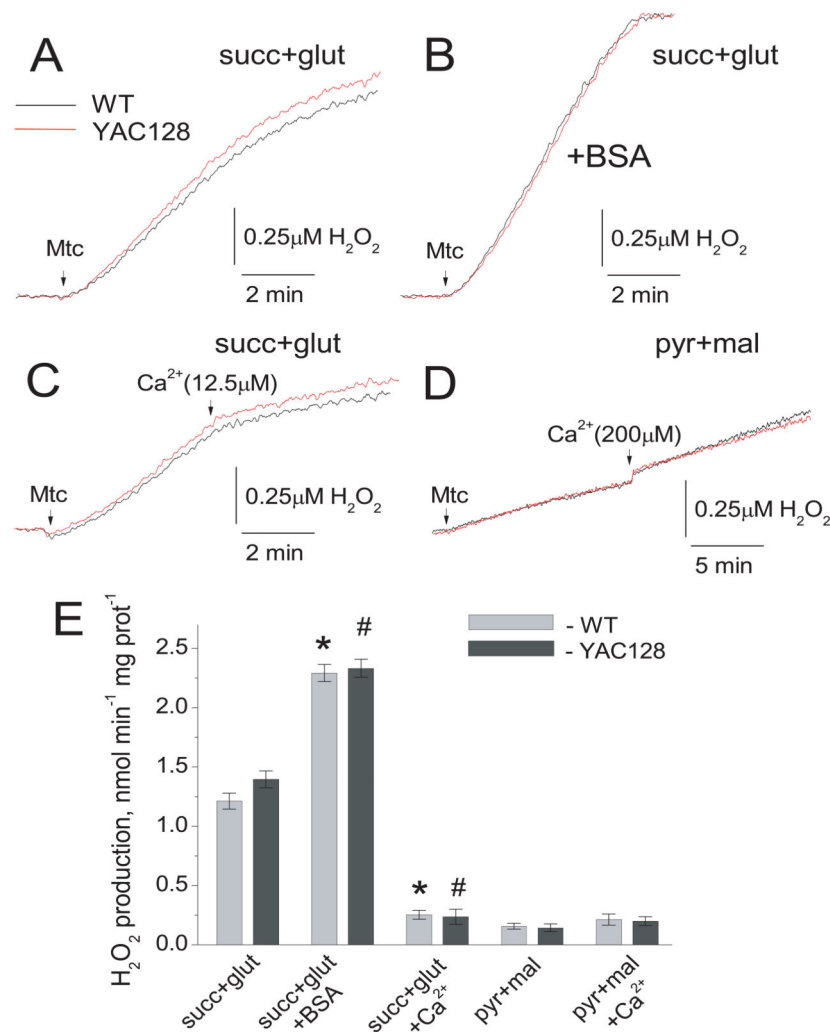 A
succ+glut
WT
YAC128
Mtc
0.25μM H₂O₂
2 min
B
succ+glut
+BSA
Mtc
0.25μM H₂O₂
2 min
C
succ+glut
Ca²⁺(12.5μM)
Mtc
0.25μM H₂O₂
2 min
D
pyr+mal
Ca²⁺(200μM)
Mtc
0.25μM H₂O₂
5 min
E
H₂O₂ production, nmol min⁻¹ mg prot⁻¹
2.5
2.0
1.5
1.0
0.5
0.0
- WT
- YAC128
* #
* #
succ+glut
succ+glut
+BSA
succ+glut
+Ca²⁺
pyr+mal
pyr+mal
+Ca²⁺